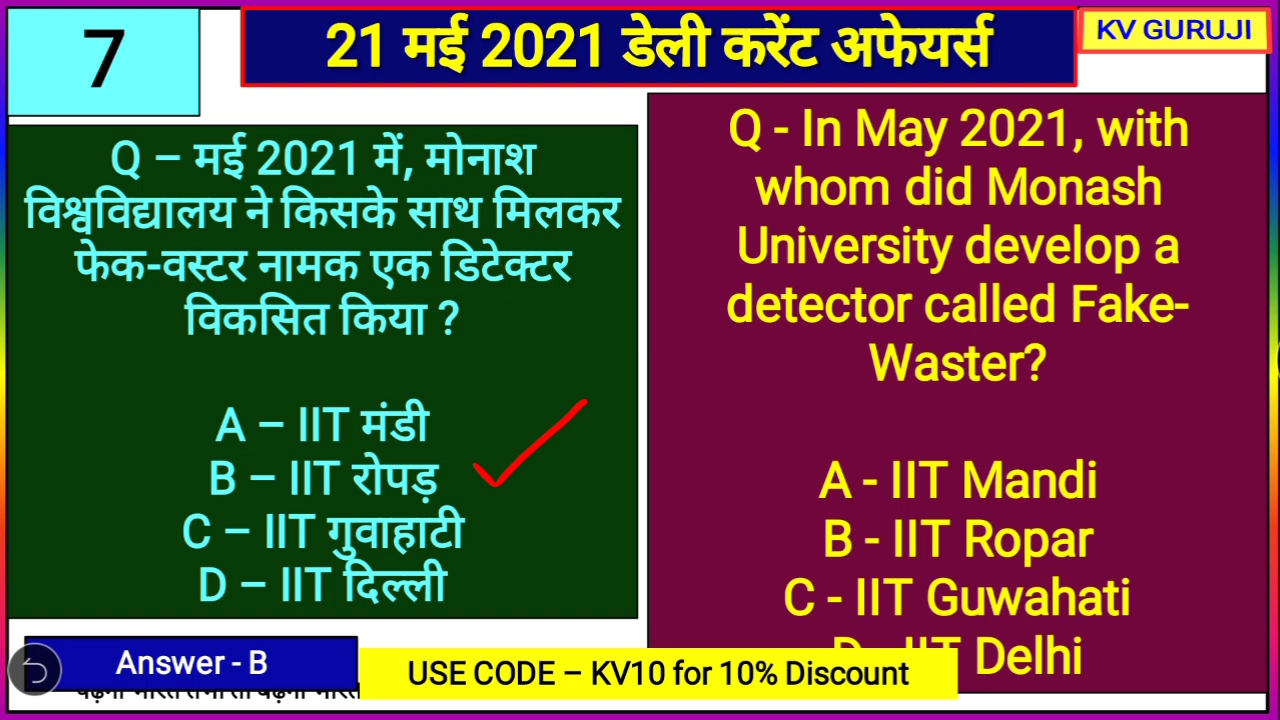 7
21 मई 2021 डेली करेंट अफेयर्स
KV GURUJI
Q – मई 2021 में, मोनाश
विश्वविद्यालय ने किसके साथ मिलकर
फेक-वस्टर नामक एक डिटेक्टर
विकसित किया ?
A – IIT मंडी
B – IIT रोपड़
C – IIT गुवाहाटी
D – IIT दिल्ली
Q - In May 2021, with
whom did Monash
University develop a
detector called Fake-
Waster?
A - IIT Mandi
B - IIT Ropar
C - IIT Guwahati
D - IIT Delhi
Answer - B
USE CODE – KV10 for 10% Discount